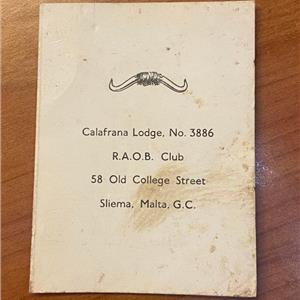 Calafrana Lodge, No. 3886
R.A.O.B. Club
58 Old College Street
Sliema, Malta, G.C.